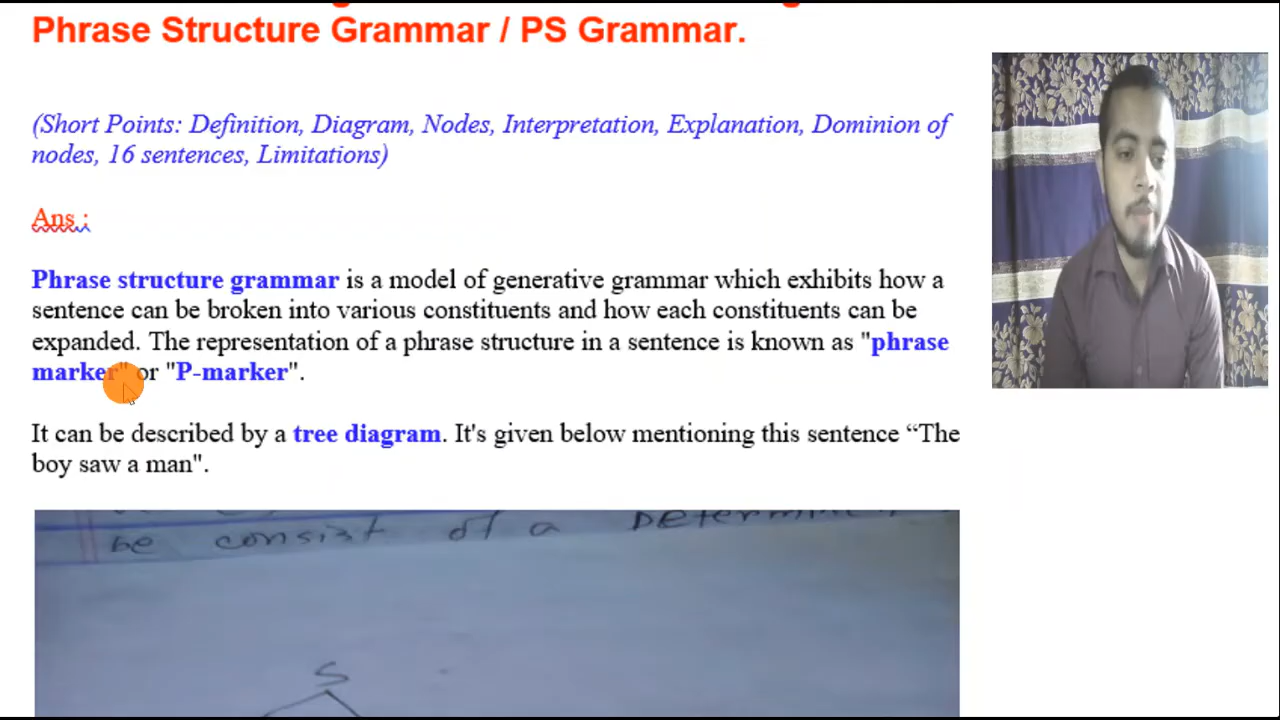 Phrase Structure Grammar / PS Grammar.
(Short Points: Definition, Diagram, Nodes, Interpretation, Explanation, Dominion of
nodes, 16 sentences, Limitations)
Ans :
Phrase structure grammar is a model of generative grammar which exhibits how a
sentence can be broken into various constituents and how each constituents can be
expanded. The representation of a phrase structure in a sentence is known as "phrase
marker" or "P-marker".
It can be described by a tree diagram. It's given below mentioning this sentence “The
boy saw a man".
be consist of a
S